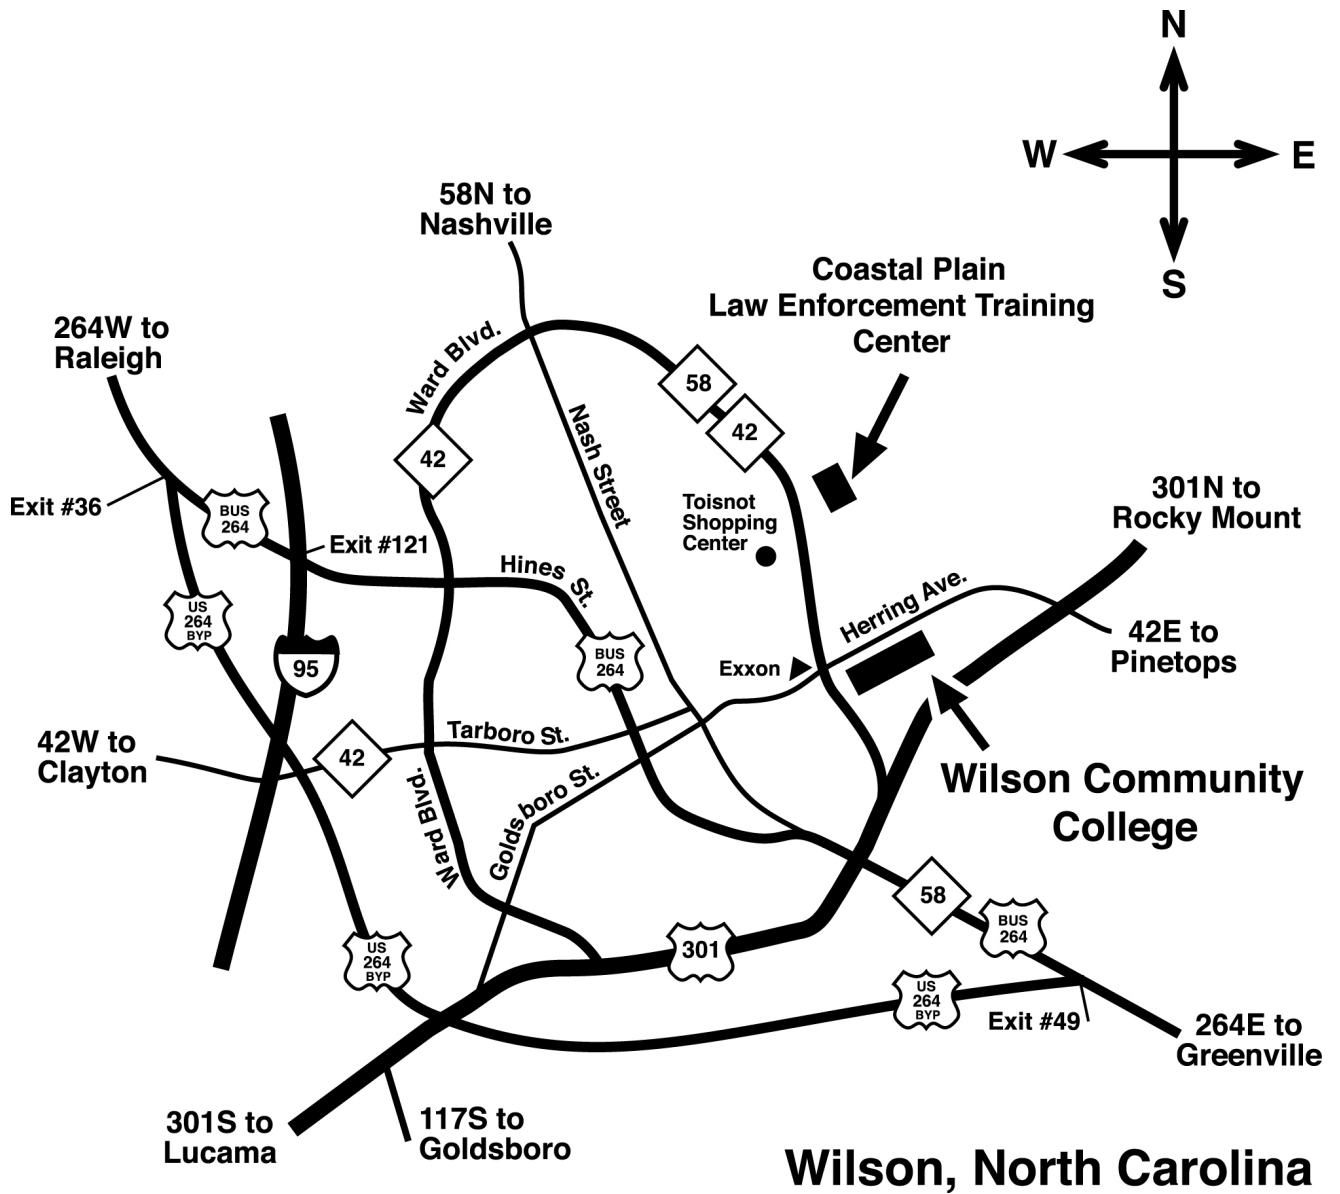 N
W
E
S
58N to
Nashville
Coastal Plain
Law Enforcement Training
Center
264W to
Raleigh
Ward Blvd.
58
42
42
Nash Street
Exit #36
BUS
264
Toisnot
Shopping
Center
301N to
Rocky Mount
Exit #121
Hines St.
Herring Ave.
US
264
BYP
95
BUS
264
Exxon
42E to
Pinetops
42W to
Clayton
42
Tarboro St.
Ward Blvd.
Goldsboro St.
Wilson Community
College
58
BUS
264
301
US
264
BYP
US
264
BYP
Exit #49
264E to
Greenville
301S to
Lucama
117S to
Goldsboro
Wilson, North Carolina